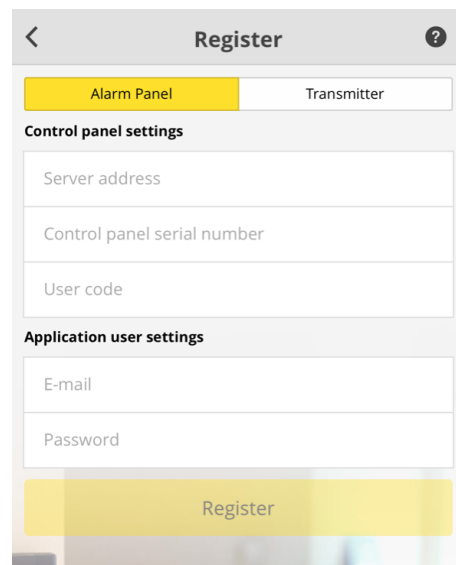 Register
?
Alarm Panel
Transmitter
Control panel settings
Server address
Control panel serial number
User code
Application user settings
E-mail
Password
Register